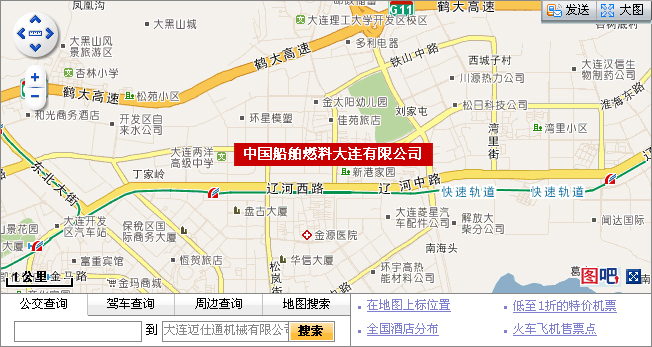 凤凰沟
大黑山
大连理工大学开发区校区
G11
鹤大高速
发送
大图
大黑山风
景旅游区
多利电器
鹤大高速
铁山中路
西城子村
大连汉信生
物制药公司
杏林小学
川源热力公司
鹤大高速
松苑小区
金太阳幼儿园
刘家屯
松日科技公司
淮海东路
和光商务酒店
开发区自
来水公司
环星模塑
佳苑旅店
湾里街
湾里小区
大连两洋
高级中学
中国船舶燃料大连有限公司
东北大街
丁家岭
新港家园
辽河西路
辽河中路
快速轨道
快速轨道
辽
景花园
大连开发
区汽车站
保税区国
际商务大厦
盘古大厦
大连菱星汽
车配件公司
解放大
柴分公司
闻达国际
大厦
金源医院
南海头
富重宾馆
恒贺旅店
松岚街
华信大厦
环宇高热
能材料公司
金马路
金玛商城
图吧
1 公里
公交查询
驾车查询
周边查询
地图搜索
到
大连迈仕通机械有限公司
搜索
在地图上标位置
低至1折的特价机票
全国酒店分布
火车飞机售票点